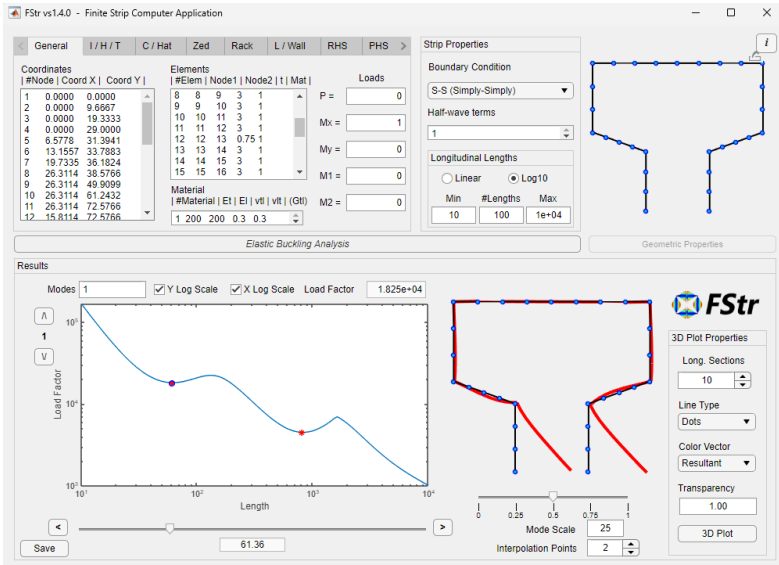 FStr vs1.4.0 - Finite Strip Computer Application
General I / H / T C / Hat Zed Rack L / Wall RHS PHS
Coordinates
| #Node | Coord X | Coord Y |
1 0.0000 0.0000
2 0.0000 9.6667
3 0.0000 19.3333
4 0.0000 29.0000
5 6.5778 31.3941
6 13.1557 33.7883
7 19.7335 36.1824
8 26.3114 38.5766
9 26.3114 49.9099
10 26.3114 61.2432
11 26.3114 72.5766
12 15.8114 72.5766
Elements
| #Elem | Node1 | Node2 | t | Mat |
8 8 9 3 1
9 9 10 3 1
10 10 11 3 1
11 11 12 3 1
12 12 13 0.75 1
13 13 14 3 1
14 14 15 3 1
15 15 16 3 1
Material
| #Material | Et | El | vtl | vlt | (Gtl)
1 200 200 0.3 0.3
Loads
P = 0
Mx = 1
My = 0
M1 = 0
M2 = 0
Strip Properties
Boundary Condition
S-S (Simply-Simply)
Half-wave terms
1
Longitudinal Lengths
Linear Log10
Min #Lengths Max
10 100 1e+04
i
Elastic Buckling Analysis
Geometric Properties
Results
Modes 1 Y Log Scale X Log Scale Load Factor 1.825e+04
1
Load Factor
10^5
10^4
10^3
10^1 10^2 10^3 10^4
Length
< >
Save
61.36
0 0.25 0.5 0.75 1
Mode Scale 25
Interpolation Points 2
FStr
3D Plot Properties
Long. Sections
10
Line Type
Dots
Color Vector
Resultant
Transparency
1.00
3D Plot